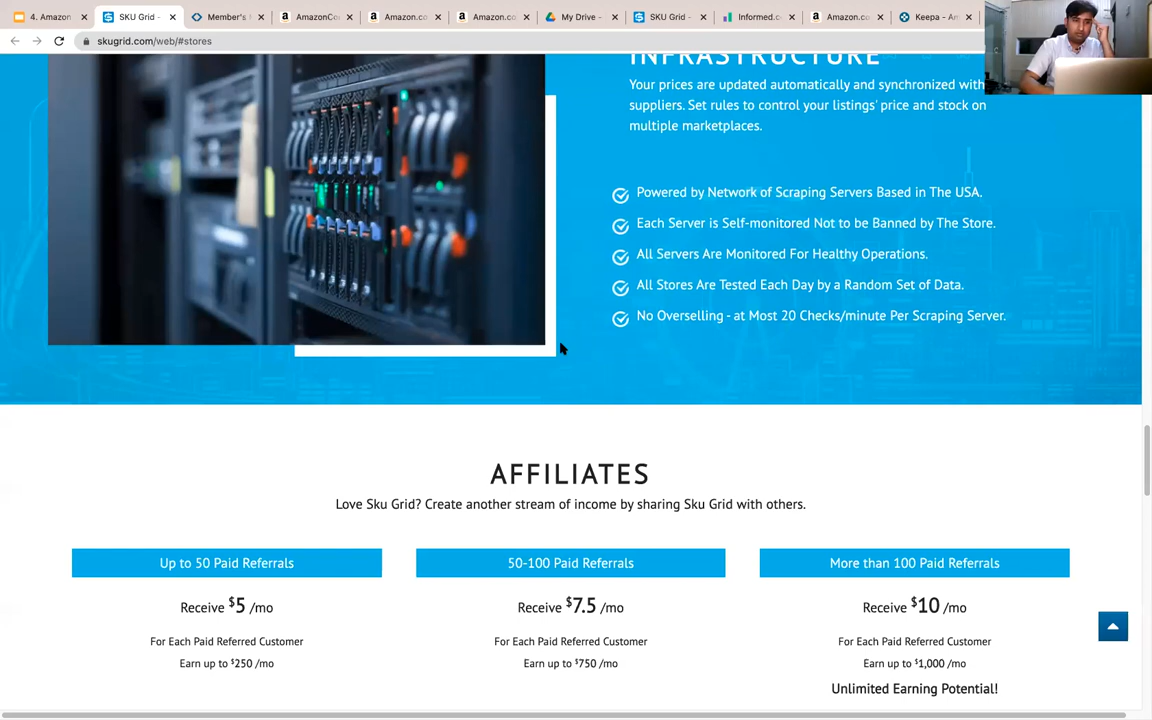 4. Amazon
SKU Grid -
Member's
AmazonCo
Amazon.co
Amazon.co
My Drive -
SKU Grid -
Informed.c
Amazon.co
Keepa - An
skugrid.com/web/#stores
INFRASTRUCTURE
Your prices are updated automatically and synchronized with
suppliers. Set rules to control your listings' price and stock on
multiple marketplaces.
Powered by Network of Scraping Servers Based in The USA.
Each Server is Self-monitored Not to be Banned by The Store.
All Servers Are Monitored For Healthy Operations.
All Stores Are Tested Each Day by a Random Set of Data.
No Overselling - at Most 20 Checks/minute Per Scraping Server.
AFFILIATES
Love Sku Grid? Create another stream of income by sharing Sku Grid with others.
Up to 50 Paid Referrals
Receive $5 /mo
For Each Paid Referred Customer
Earn up to $250 /mo
50-100 Paid Referrals
Receive $7.5 /mo
For Each Paid Referred Customer
Earn up to $750 /mo
More than 100 Paid Referrals
Receive $10 /mo
For Each Paid Referred Customer
Earn up to $1,000 /mo
Unlimited Earning Potential!